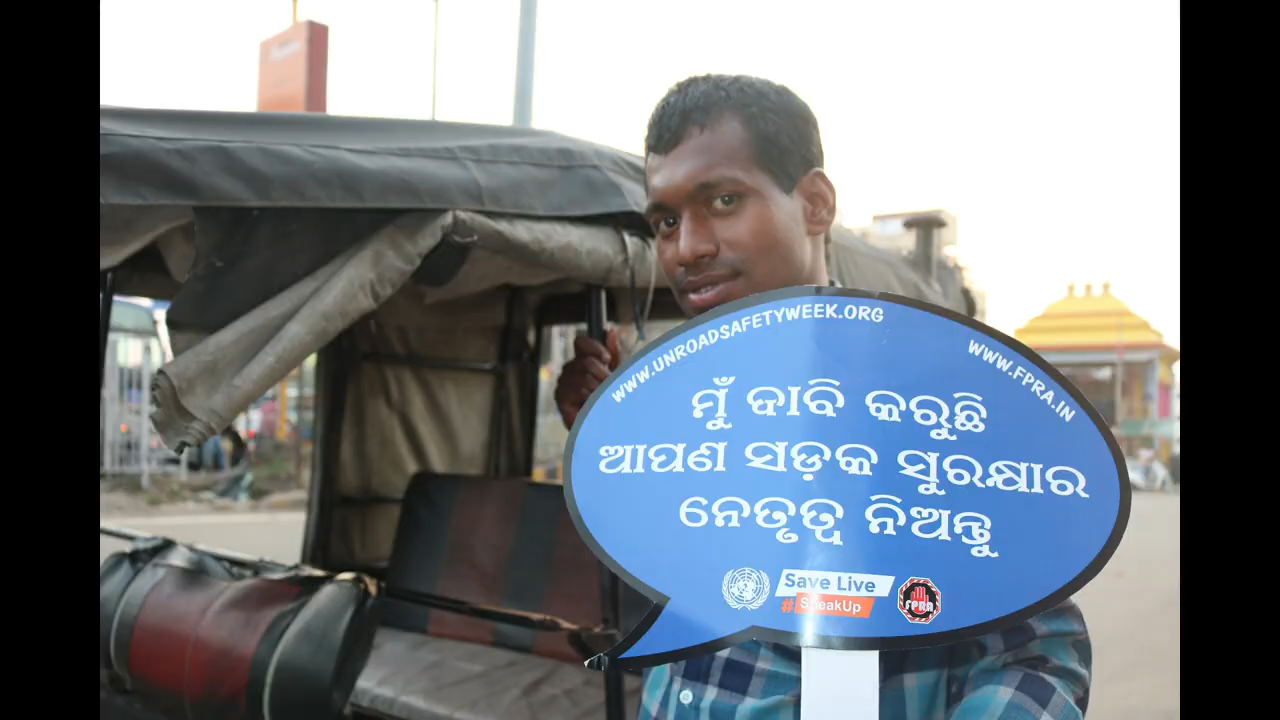 WWW.UNROADSAFETYWEEK.ORG
WWW.FPRA.IN
ମୁଁ ଦାବି କରୁଛି
ଆପଣ ସଡ଼କ ସୁରକ୍ଷାର
ନେତୃତ୍ୱ ନିଅନ୍ତୁ
Save Live
#SpeakUp
FPRA